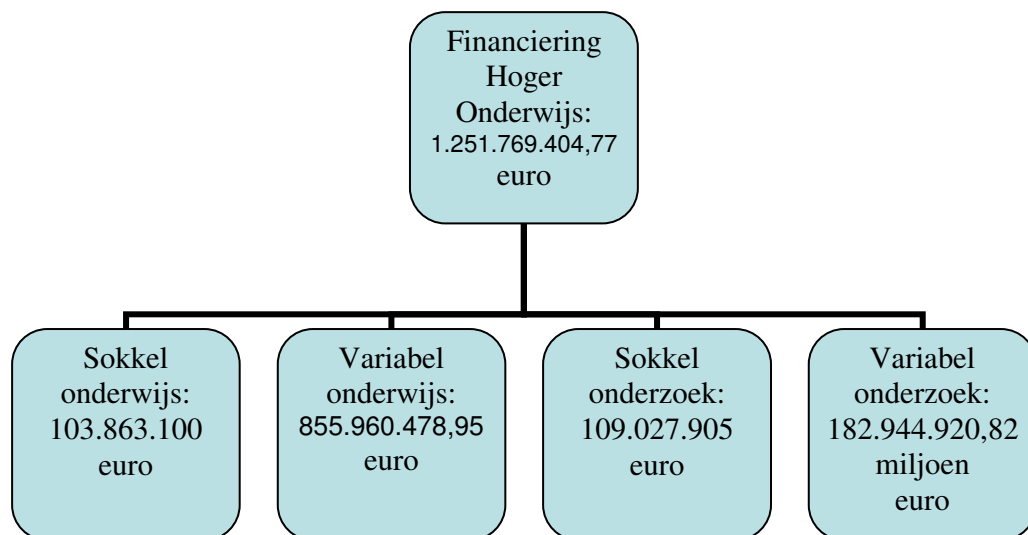 Financiering
Hoger
Onderwijs:
1.251.769.404,77
euro
Sokkel
onderwijs:
103.863.100
euro
Variabel
onderwijs:
855.960.478,95
euro
Sokkel
onderzoek:
109.027.905
euro
Variabel
onderzoek:
182.944.920,82
miljoen
euro